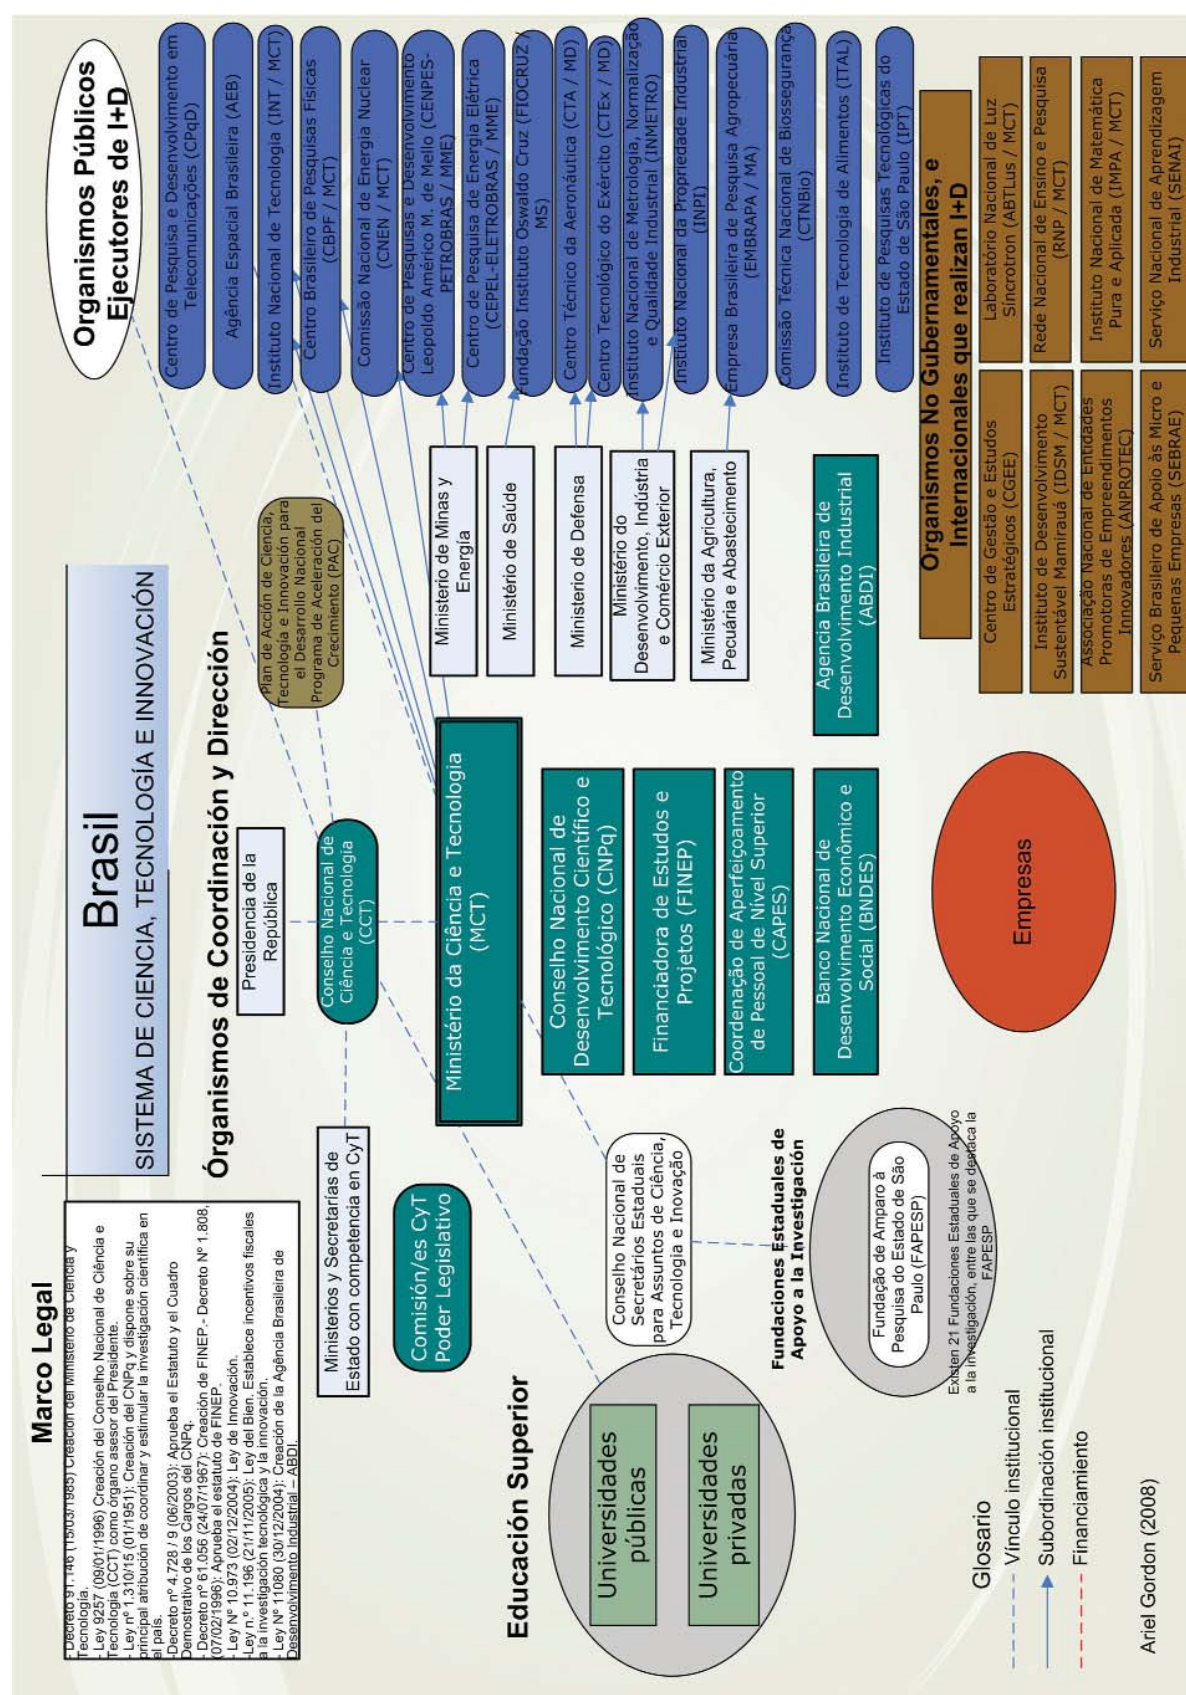 Brasil
SISTEMA DE CIENCIA, TECNOLOGÍA E INNOVACIÓN
Marco Legal
- Decreto 91.146 (15/03/1985) Creación del Ministerio de Ciencia y
Tecnología.
- Ley 9257 (09/01/1996) Creación del Conselho Nacional de Ciência e
Tecnología (CCT) como órgano asesor del Presidente.
- Ley nº 1.310/15 (01/1951): Creación del CNPq y dispone sobre su
principal atribución de coordinar y estimular la investigación científica en
el país.
-Decreto nº 4.728 / 9 (06/2003): Aprueba el Estatuto y el Cuadro
Demostrativo de los Cargos del CNPq.
- Decreto nº 61.056 (24/07/1967): Creación de FINEP.- Decreto Nº 1.808,
(07/02/1996): Aprueba el estatuto de FINEP.
- Ley Nº 10.973 (02/12/2004): Ley de Innovación.
-Ley n.º 11.196 (21/11/2005): Ley del Bien. Establece incentivos fiscales
a la investigación tecnológica y la innovación.
- Ley Nº 11080 (30/12/2004): Creación de la Agência Brasileira de
Desenvolvimento Industrial – ABDI.
Órganismos de Coordinación y Dirección
Presidencia de la
República
Plan de Acción de Ciencia,
Tecnología e Innovación para
el Desarrollo Nacional
Programa de Aceleración del
Crecimiento (PAC)
Ministerios y Secretarías de
Estado con competencia en CyT
Conselho Nacional de
Ciência e Tecnologia
(CCT)
Comisión/es CyT
Poder Legislativo
Ministério da Ciência e Tecnologia
(MCT)
Ministerio de Minas y
Energía
Ministério de Saúde
Ministerio de Defensa
Ministério do
Desenvolvimento, Indústria
e Comércio Exterior
Ministério da Agricultura,
Pecuária e Abastecimento
Organismos Públicos
Ejecutores de I+D
Centro de Pesquisa e Desenvolvimento em
Telecomunicações (CPqD)
Agência Espacial Brasileira (AEB)
Instituto Nacional de Tecnologia (INT / MCT)
Centro Brasileiro de Pesquisas Físicas
(CBPF / MCT)
Comissão Nacional de Energia Nuclear
(CNEN / MCT)
Centro de Pesquisas e Desenvolvimento
Leopoldo Américo M. de Mello (CENPES-
PETROBRAS / MME)
Centro de Pesquisa de Energia Elétrica
(CEPEL-ELETROBRAS / MME)
Fundação Instituto Oswaldo Cruz (FIOCRUZ /
MS)
Centro Técnico da Aeronáutica (CTA / MD)
Centro Tecnológico do Exército (CTEx / MD)
Instituto Nacional de Metrologia, Normalização
e Qualidade Industrial (INMETRO)
Instituto Nacional da Propriedade Industrial
(INPI)
Empresa Brasileira de Pesquisa Agropecuária
(EMBRAPA / MA)
Comissão Técnica Nacional de Biossegurança
(CTNBio)
Instituto de Tecnologia de Alimentos (ITAL)
Instituto de Pesquisas Tecnológicas do
Estado de São Paulo (IPT)
Educación Superior
Universidades
públicas
Universidades
privadas
Conselho Nacional de
Secretários Estaduais
para Assuntos de Ciência,
Tecnologia e Inovação
Fundaciones Estaduales de
Apoyo a la Investigación
Fundação de Amparo à
Pesquisa do Estado de São
Paulo (FAPESP)
Existen 21 Fundaciones Estaduales de Apoyo
a la investigación, entre las que se destaca la
FAPESP
Conselho Nacional de
Desenvolvimento Científico e
Tecnológico (CNPq)
Financiadora de Estudos e
Projetos (FINEP)
Coordenação de Aperfeiçoamento
de Pessoal de Nível Superior
(CAPES)
Banco Nacional de
Desenvolvimento Econômico e
Social (BNDES)
Agencia Brasileira de
Desenvolvimento Industrial
(ABDI)
Empresas
Organismos No Gubernamentales, e
Internacionales que realizan I+D
Centro de Gestão e Estudos
Estratégicos (CGEE)
Laboratório Nacional de Luz
Síncrotron (ABTLus / MCT)
Instituto de Desenvolvimento
Sustentável Mamirauá (IDSM / MCT)
Rede Nacional de Ensino e Pesquisa
(RNP / MCT)
Associação Nacional de Entidades
Promotoras de Empreendimentos
Innovadores (ANPROTEC)
Instituto Nacional de Matemática
Pura e Aplicada (IMPA / MCT)
Serviço Brasileiro de Apoio às Micro e
Pequenas Empresas (SEBRAE)
Serviço Nacional de Aprendizagem
Industrial (SENAI)
Glosario
Vínculo institucional
Subordinación institucional
Financiamiento
Ariel Gordon (2008)